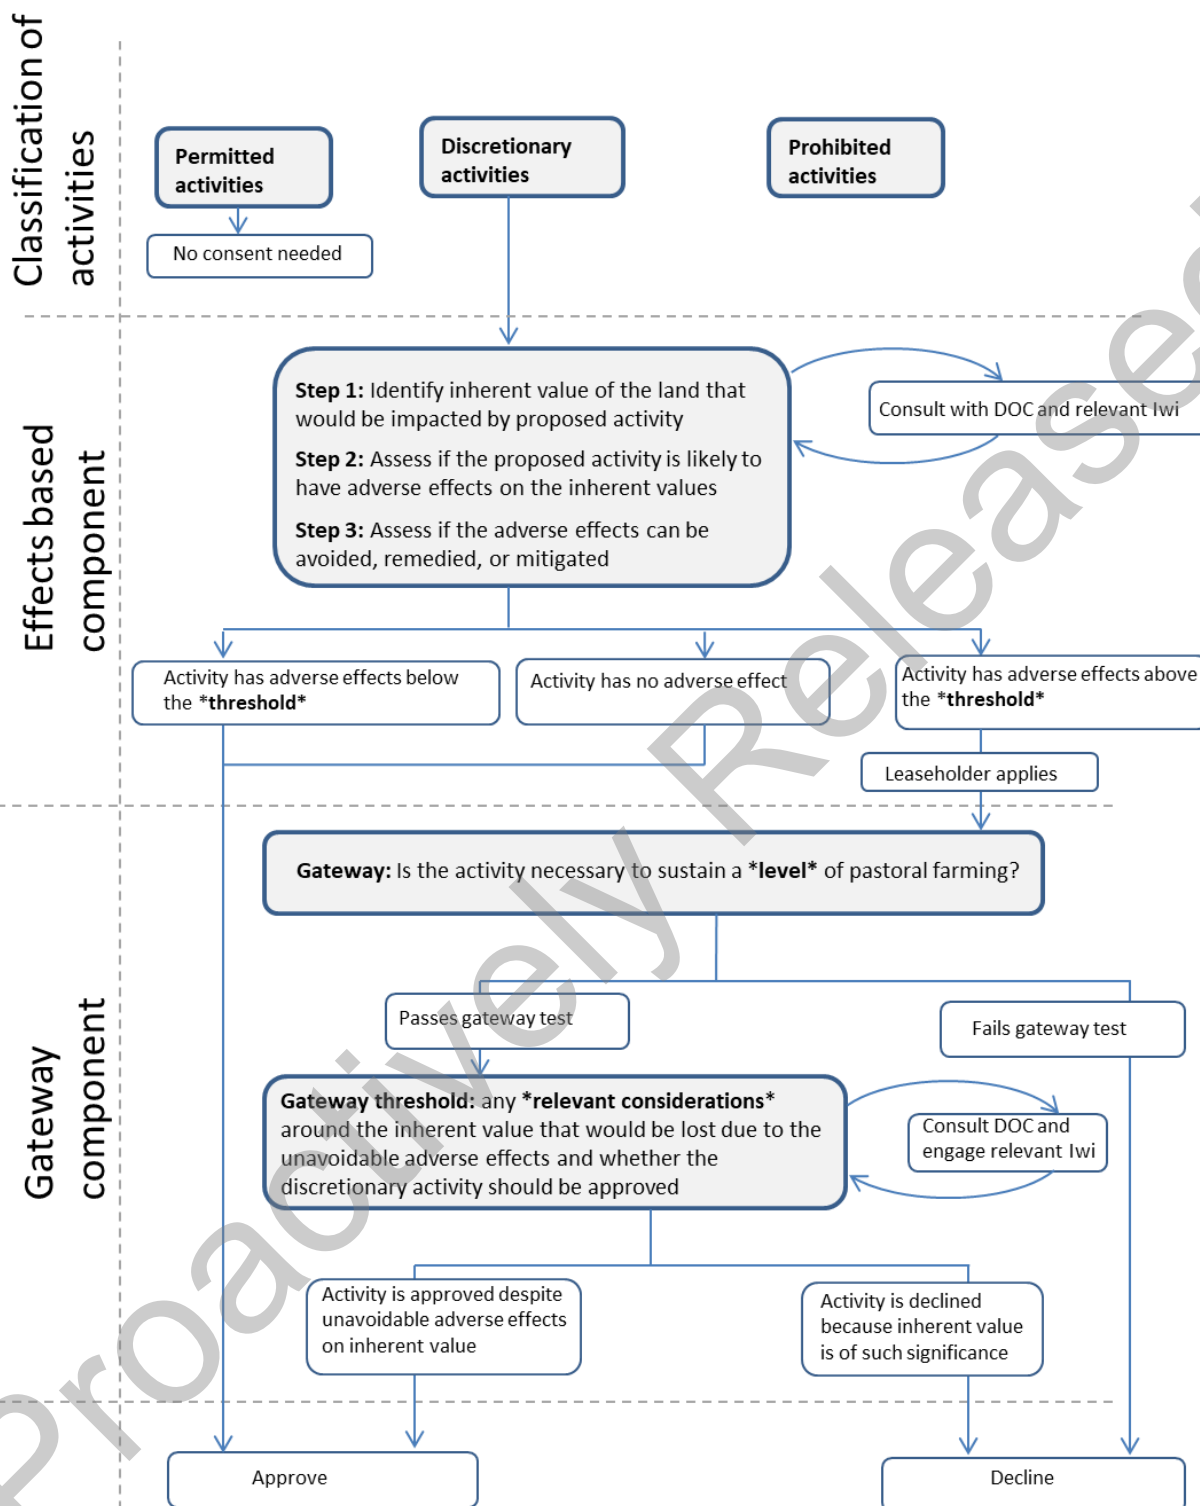 Classification of
activities
Permitted
activities
Discretionary
activities
Prohibited
activities
No consent needed
Effects based
component
Step 1: Identify inherent value of the land that
would be impacted by proposed activity
Step 2: Assess if the proposed activity is likely to
have adverse effects on the inherent values
Step 3: Assess if the adverse effects can be
avoided, remedied, or mitigated
Consult with DOC and relevant Iwi
Activity has adverse effects below
the *threshold*
Activity has no adverse effect
Activity has adverse effects above
the *threshold*
Leaseholder applies
Gateway
component
Gateway: Is the activity necessary to sustain a *level* of pastoral farming?
Passes gateway test
Fails gateway test
Gateway threshold: any *relevant considerations*
around the inherent value that would be lost due to the
unavoidable adverse effects and whether the
discretionary activity should be approved
Consult DOC and
engage relevant Iwi
Activity is approved despite
unavoidable adverse effects
on inherent value
Activity is declined
because inherent value
is of such significance
Approve
Decline
Proactively Released